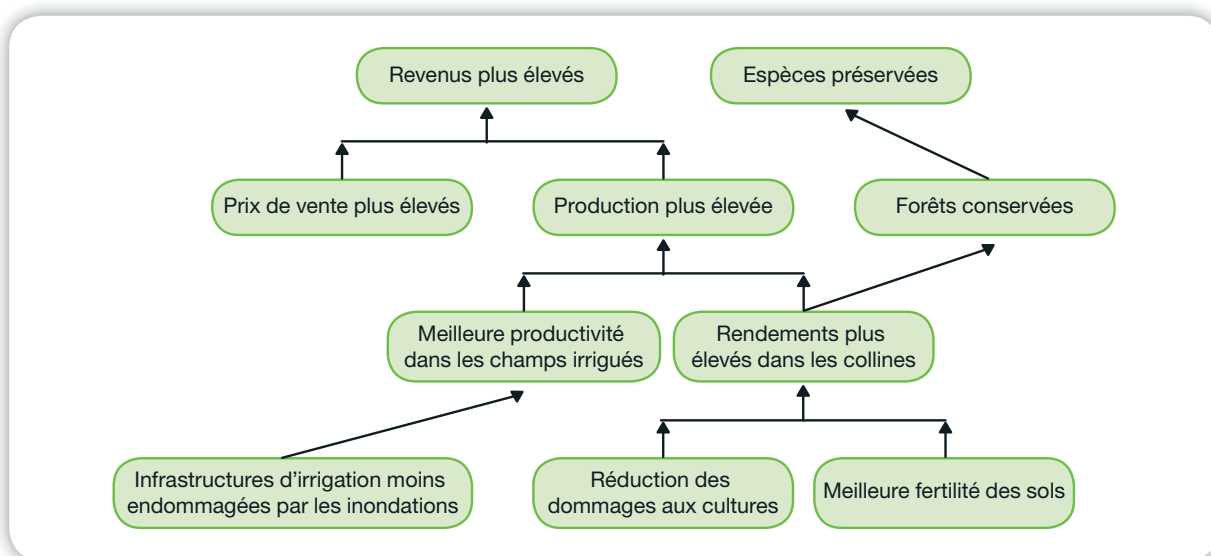 Revenus plus élevés
Espèces préservées
Prix de vente plus élevés
Production plus élevée
Forêts conservées
Meilleure productivité
dans les champs irrigués
Rendements plus
élevés dans les collines
Infrastructures d’irrigation moins
endommagées par les inondations
Réduction des
dommages aux cultures
Meilleure fertilité des sols